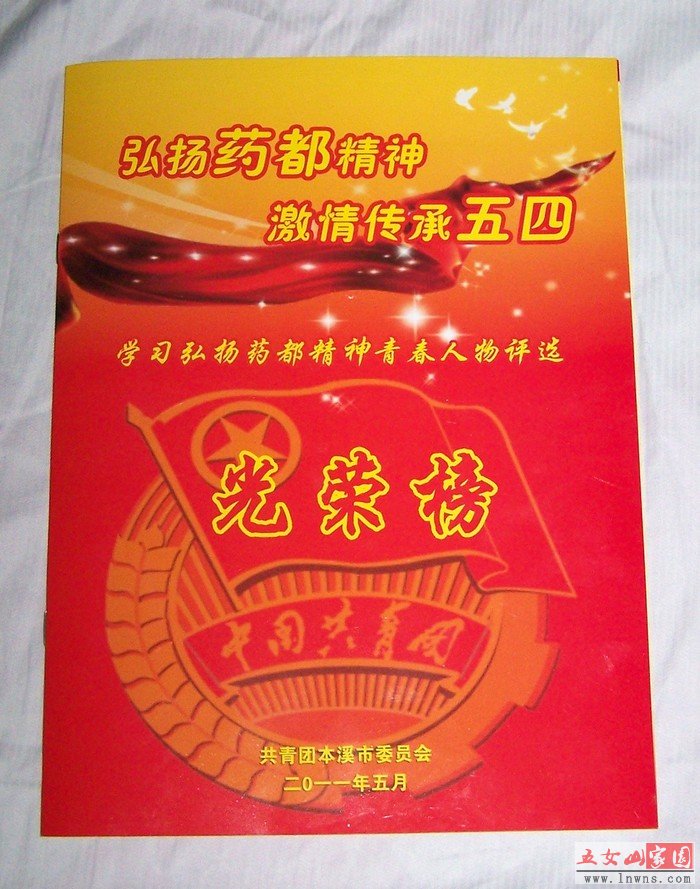 弘扬药都精神
激情传承五四
学习弘扬药都精神青春人物评选
光荣榜
中国共青团
共青团本溪市委员会
二0一一年五月
五女山家园
www.lnwns.com